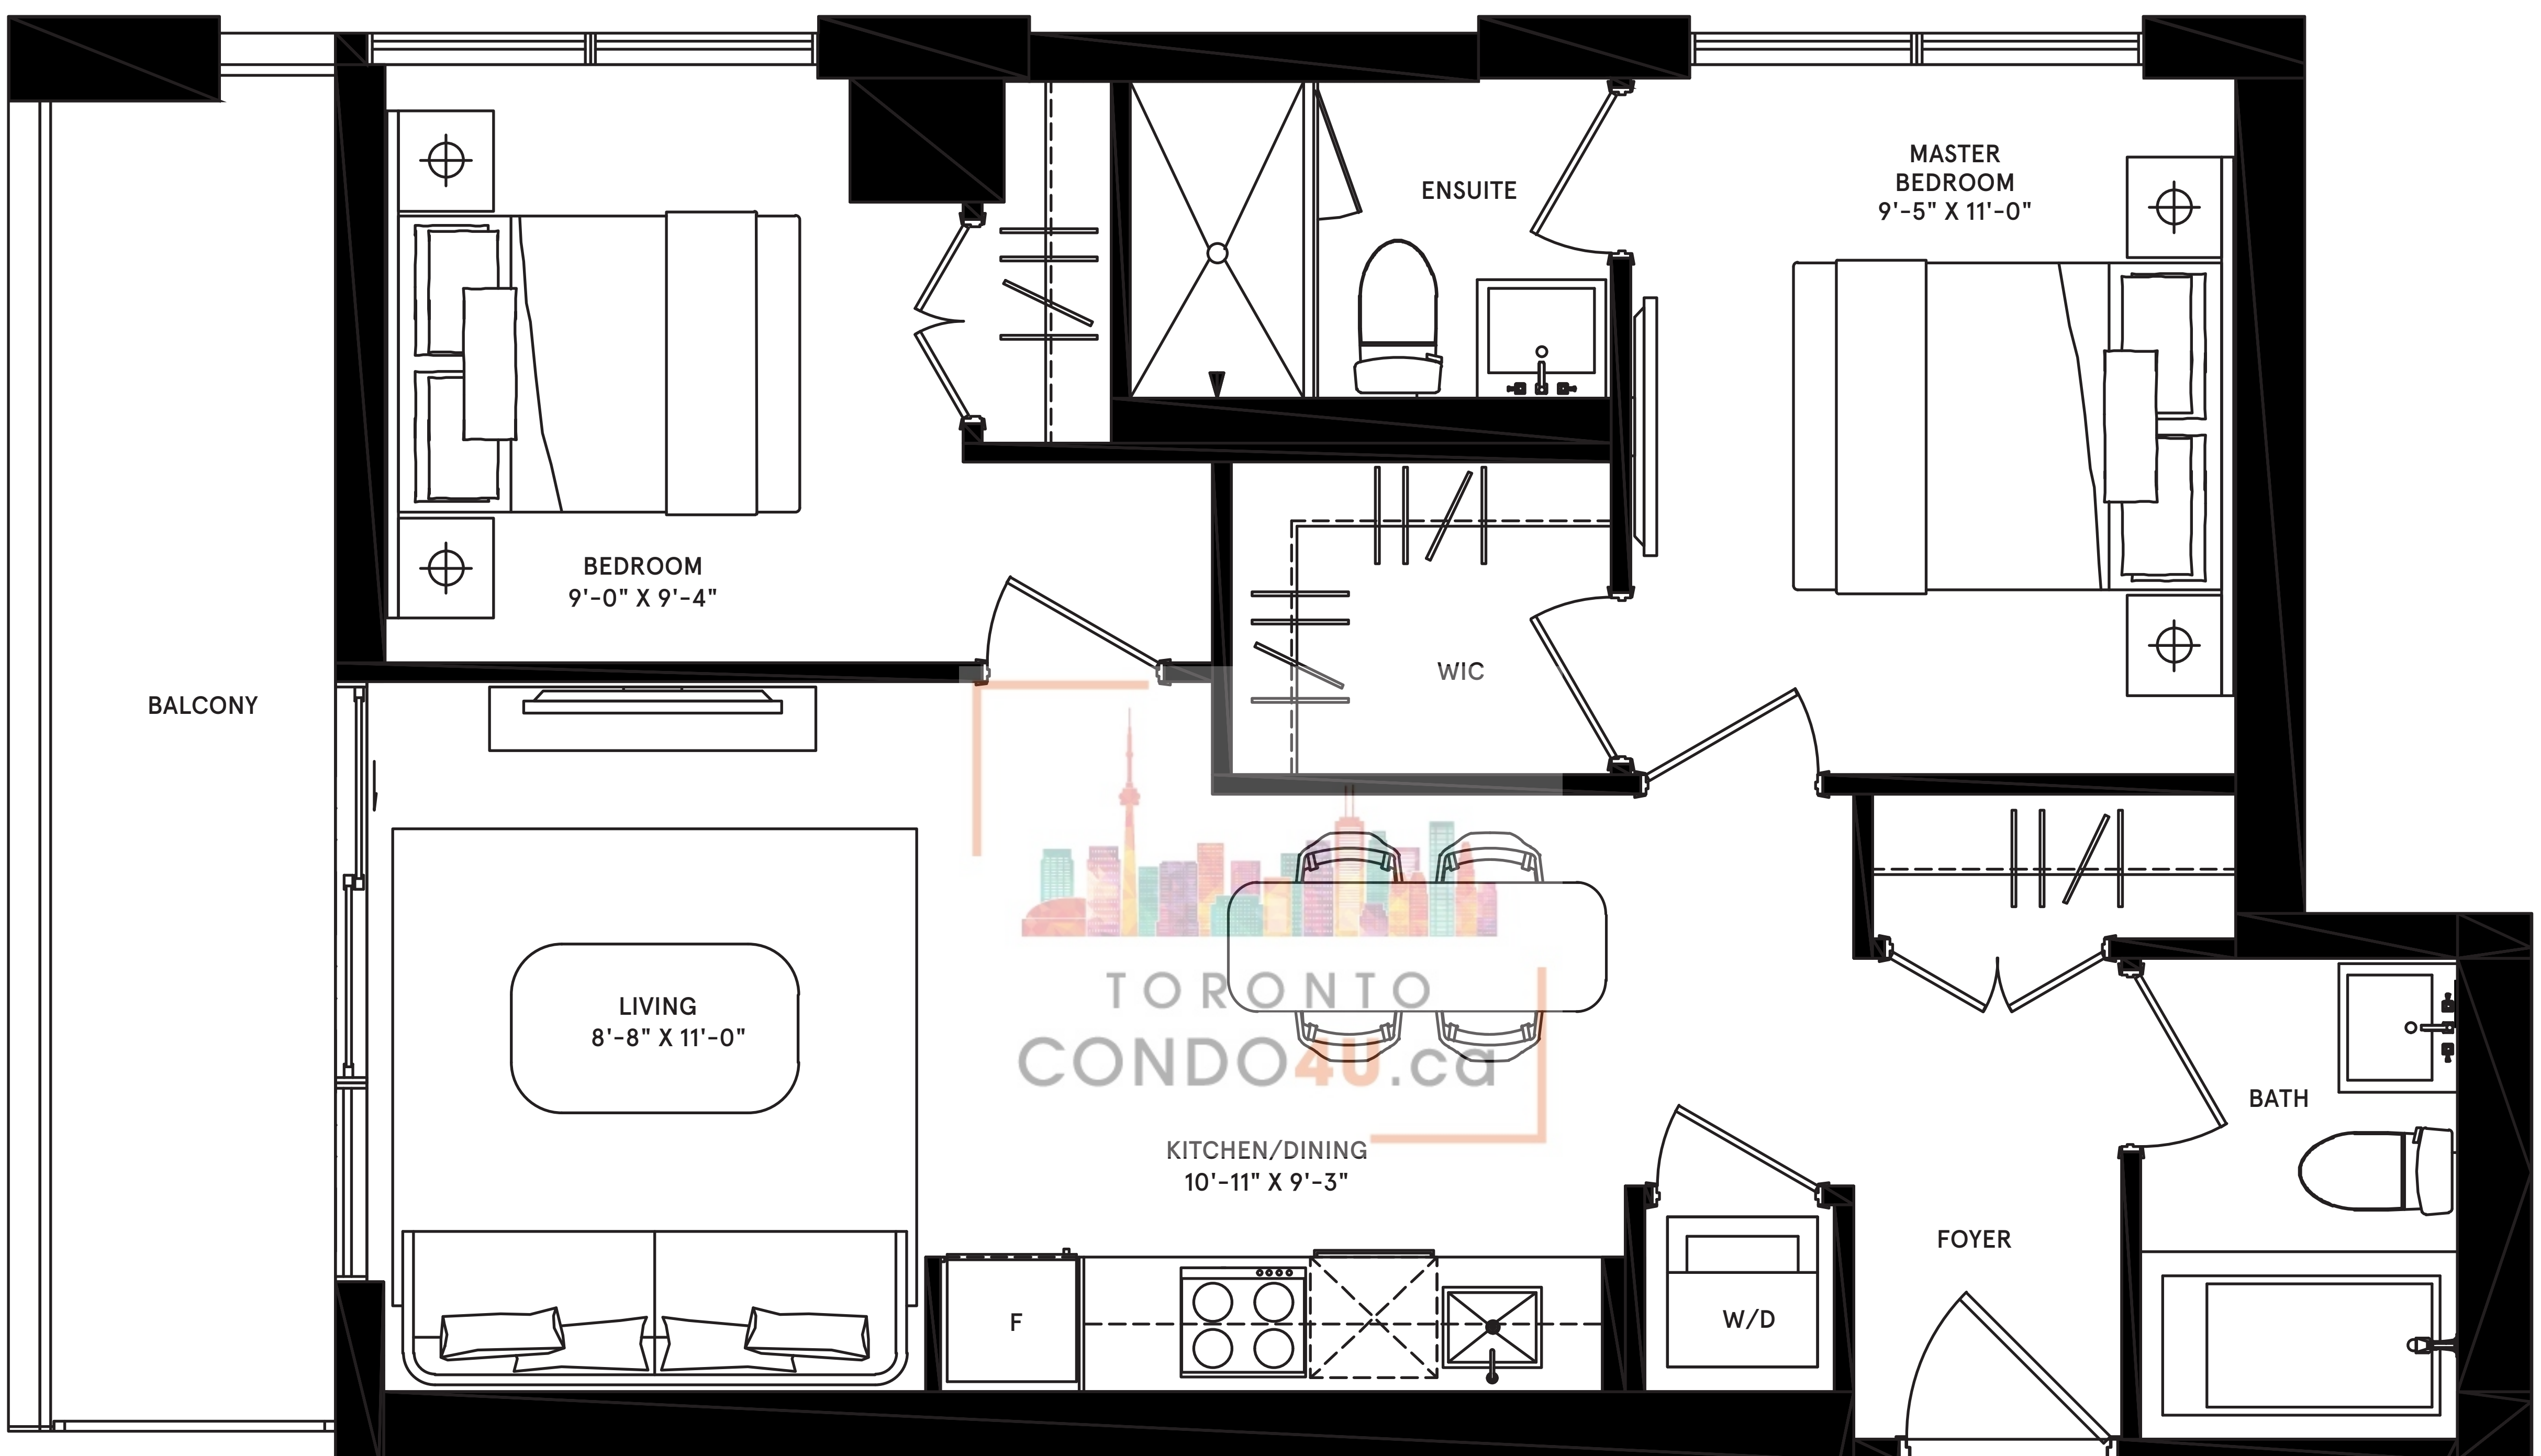 MASTER
BEDROOM
9'-5" X 11'-0"
ENSUITE
BEDROOM
9'-0" X 9'-4"
WIC
BALCONY
LIVING
8'-8" X 11'-0"
TORONTO
CONDO4U.ca
KITCHEN/DINING
10'-11" X 9'-3"
BATH
FOYER
F
W/D